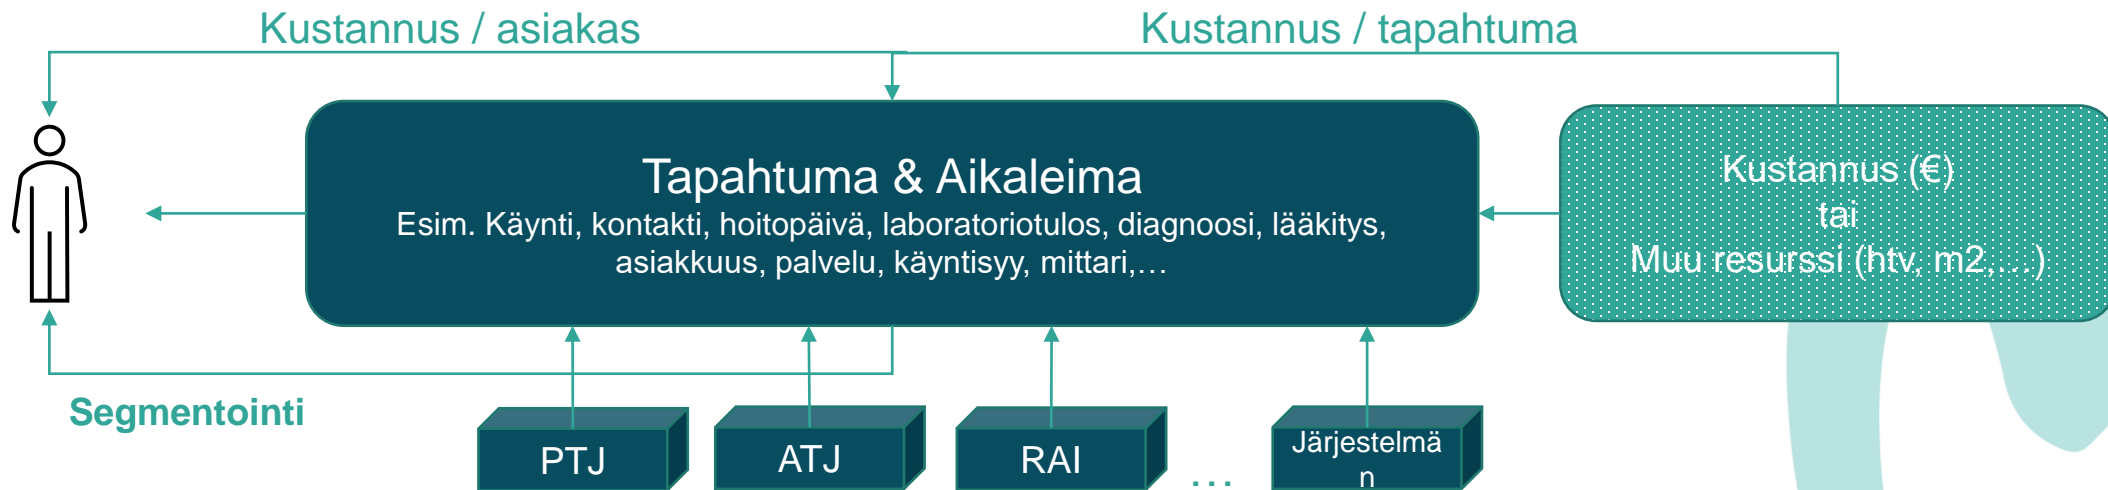 Kustannus / asiakas
Kustannus / tapahtuma
Tapahtuma & Aikaleima
Esim. Käynti, kontakti, hoitopäivä, laboratoriotulos, diagnoosi, lääkitys,
asiakkuus, palvelu, käyntisyy, mittari,…
Kustannus (€)
tai
Muu resurssi (htv, m2,…)
Segmentointi
PTJ
ATJ
RAI
…
Järjestelmä
n